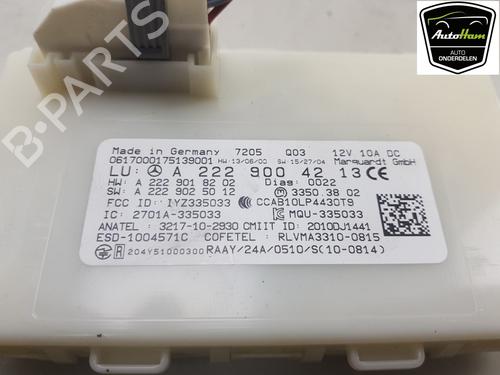 AutoHam
AUTO
ONDERDELEN
B-PARTS
Made in Germany 7205 Q03 12V 10A DC
0617000175139001 HW:13/06/00 SW:15/27/04 Marquardt GmbH
LU: A 222 900 42 13 CE
HW: A 222 901 82 02 Diag: 0022
SW: A 222 902 50 12 3350.38 02
FCC ID: IYZ335033 CCAB10LP4430T9
IC: 2701A-335033 MQU-335033
ANATEL : 3217-10-2930 CMIIT ID: 2010DJ1441
ESD-1004571C COFETEL: RLVMA3310-0815
R 204Y51000300 RAAY/24A/0510/S(10-0814)